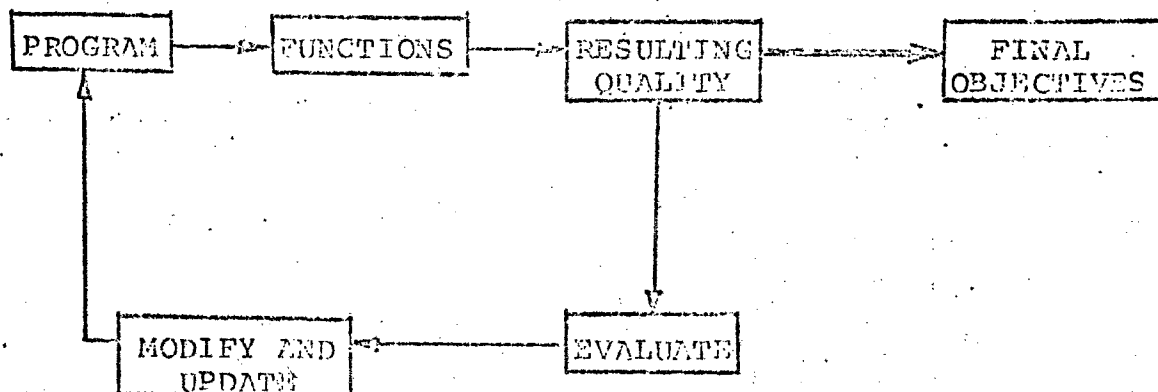 PROGRAM
FUNCTIONS
RESULTING
QUALITY
FINAL
OBJECTIVES
MODIFY AND
UPDATE
EVALUATE